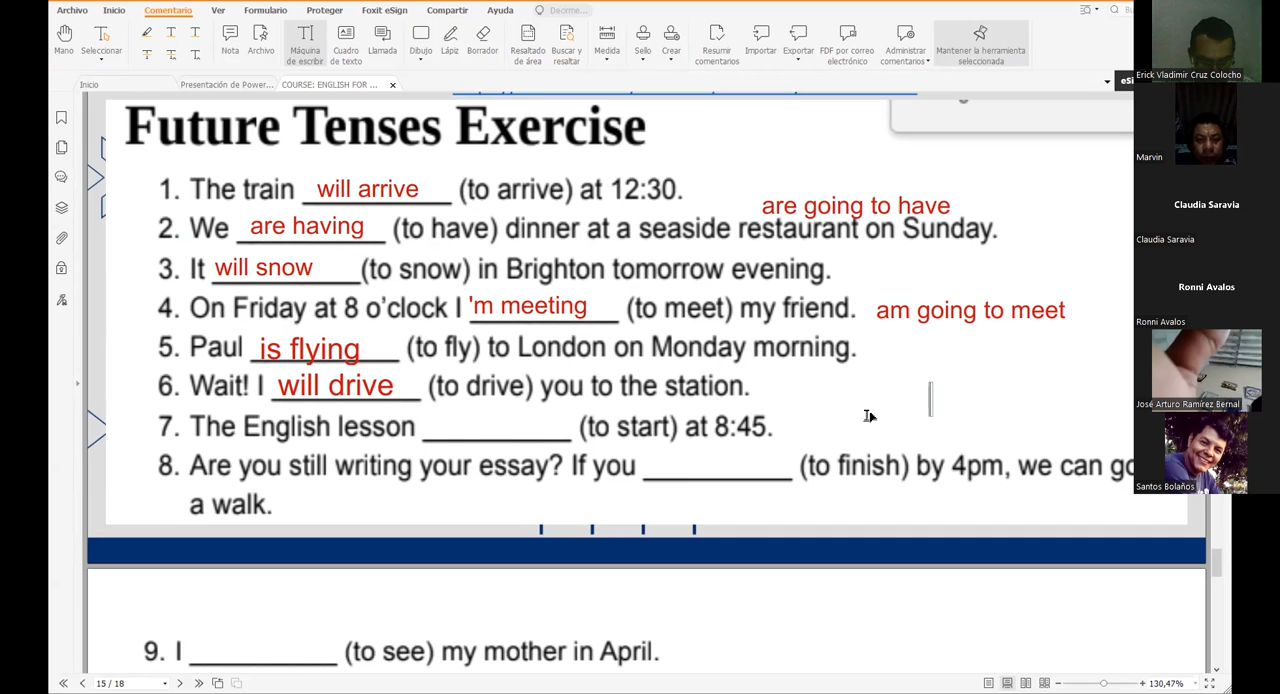 Archivo Inicio Comentario Ver Formulario Proteger Foxit eSign Compartir Ayuda Decirme...
Mano Seleccionar Nota Archivo Máquina de escribir Cuadro de texto Llamada Dibujo Lápiz Borrador Resaltado de área Buscar y resaltar Medida Sello Crear Resumir comentarios Importar Exportar FDP por correo electrónico Administrar comentarios Mantener la herramienta seleccionada
Inicio Presentación de Power... COURSE: ENGLISH FOR ...
Erick Vladimir Cruz Colocho
Marvin
Claudia Saravia
Claudia Saravia
Ronni Avalos
Ronni Avalos
José Arturo Ramírez Bernal
Santos Bolaños
Future Tenses Exercise
1. The train will arrive (to arrive) at 12:30.
are going to have
2. We are having (to have) dinner at a seaside restaurant on Sunday.
3. It will snow (to snow) in Brighton tomorrow evening.
4. On Friday at 8 o’clock I 'm meeting (to meet) my friend. am going to meet
5. Paul is flying (to fly) to London on Monday morning.
6. Wait! I will drive (to drive) you to the station.
7. The English lesson __________ (to start) at 8:45.
8. Are you still writing your essay? If you __________ (to finish) by 4pm, we can go
a walk.
9. I __________ (to see) my mother in April.
15 / 18 130,47%